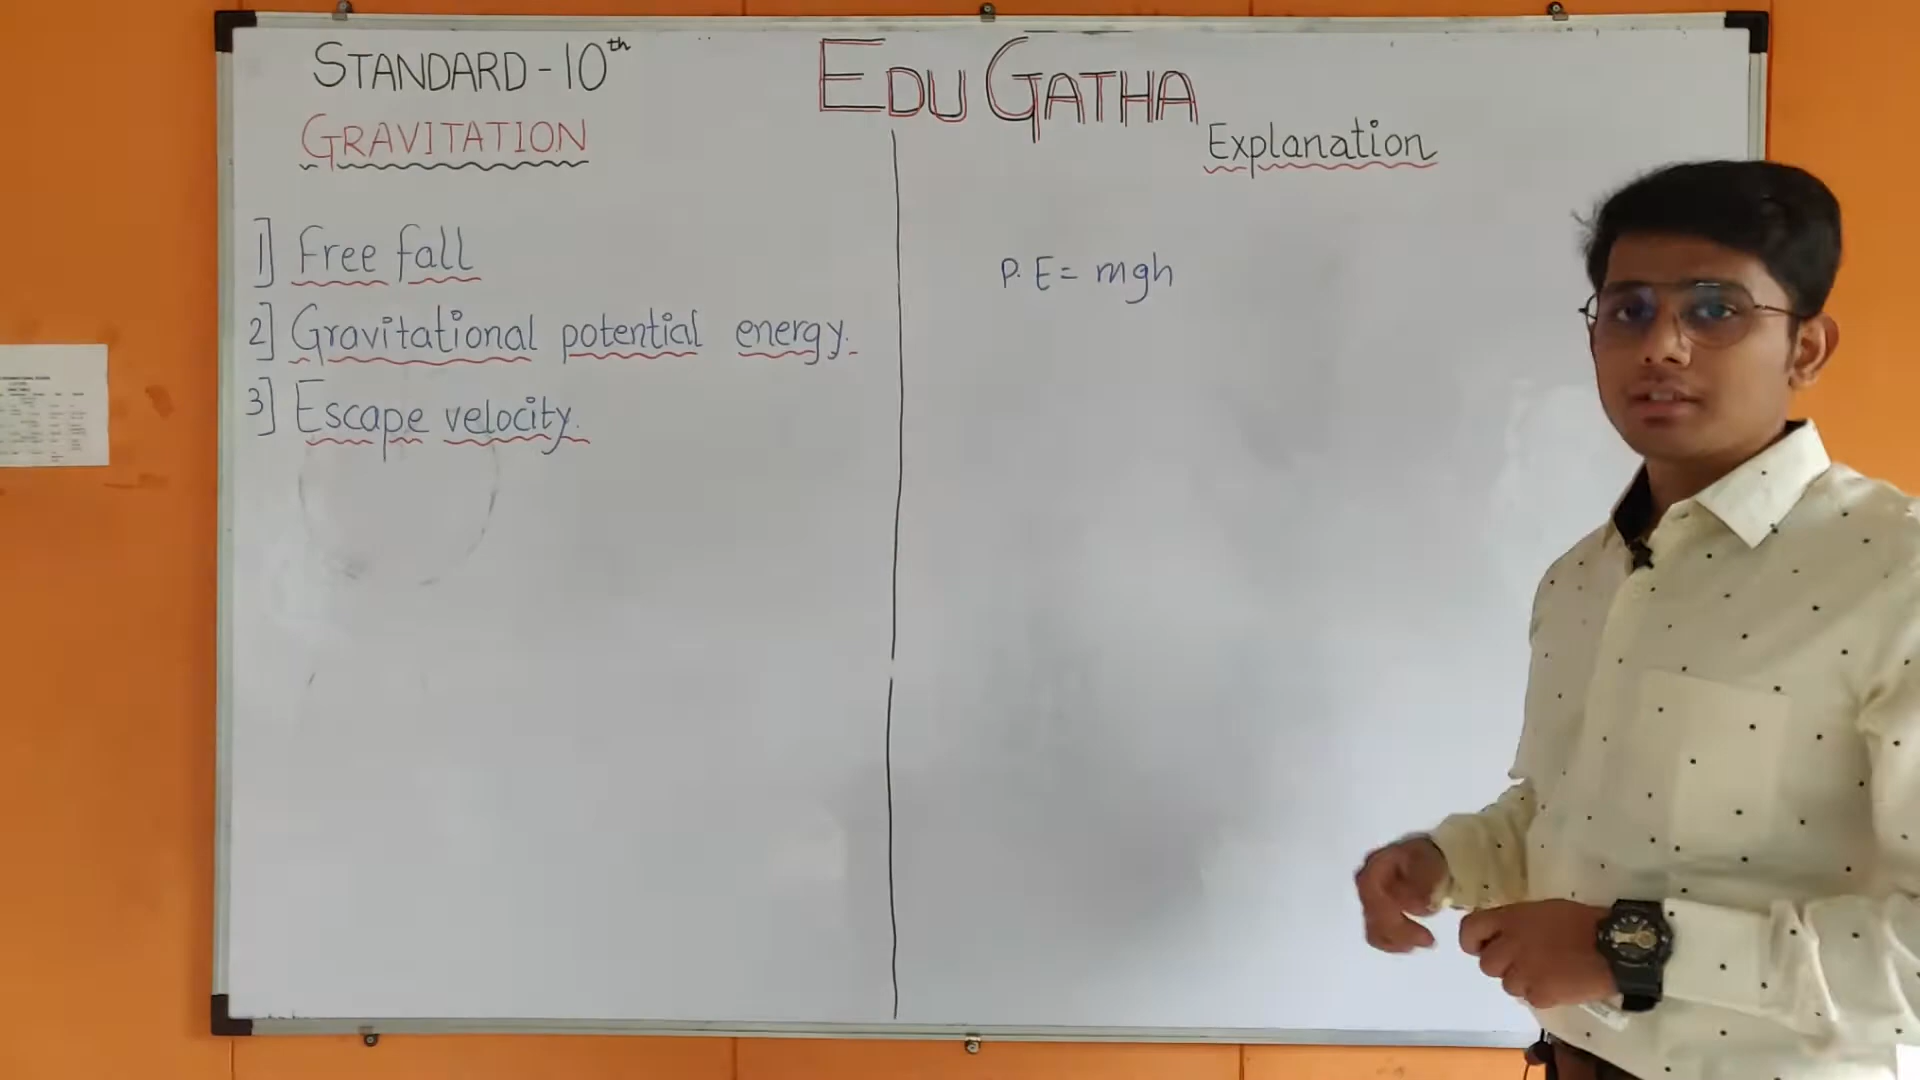 STANDARD-10th
EDU GATHA
GRAVITATION
Explanation
1] Free fall
2] Gravitational potential energy.
3] Escape velocity.
P.E = mgh